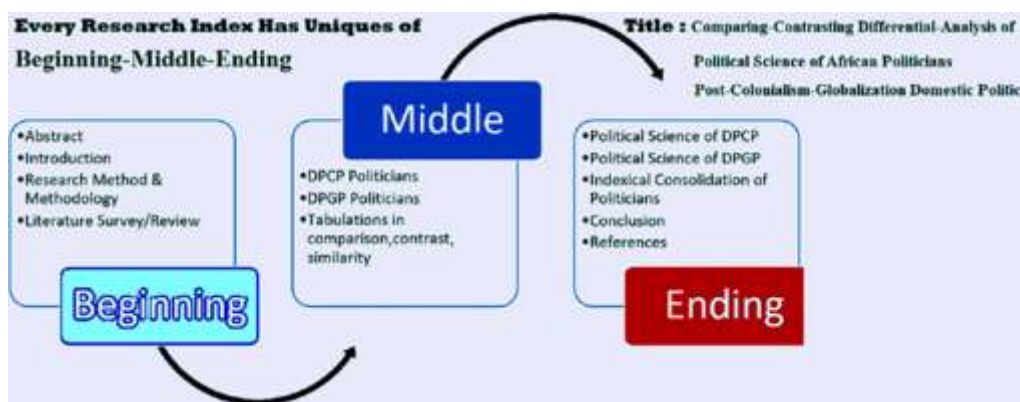 Every Research Index Has Uniques of
Beginning-Middle-Ending
Title : Comparing-Contrasting Differential-Analysis of
Political Science of African Politicians
Post-Colonialism-Globalization Domestic Politic
•Abstract
•Introduction
•Research Method &
Methodology
•Literature Survey/Review
Beginning
Middle
•DPCP Politicians
•DPGP Politicians
•Tabulations in
comparison,contrast,
similarity
•Political Science of DPCP
•Political Science of DPGP
•Indexical Consolidation of
Politicians
•Conclusion
•References
Ending